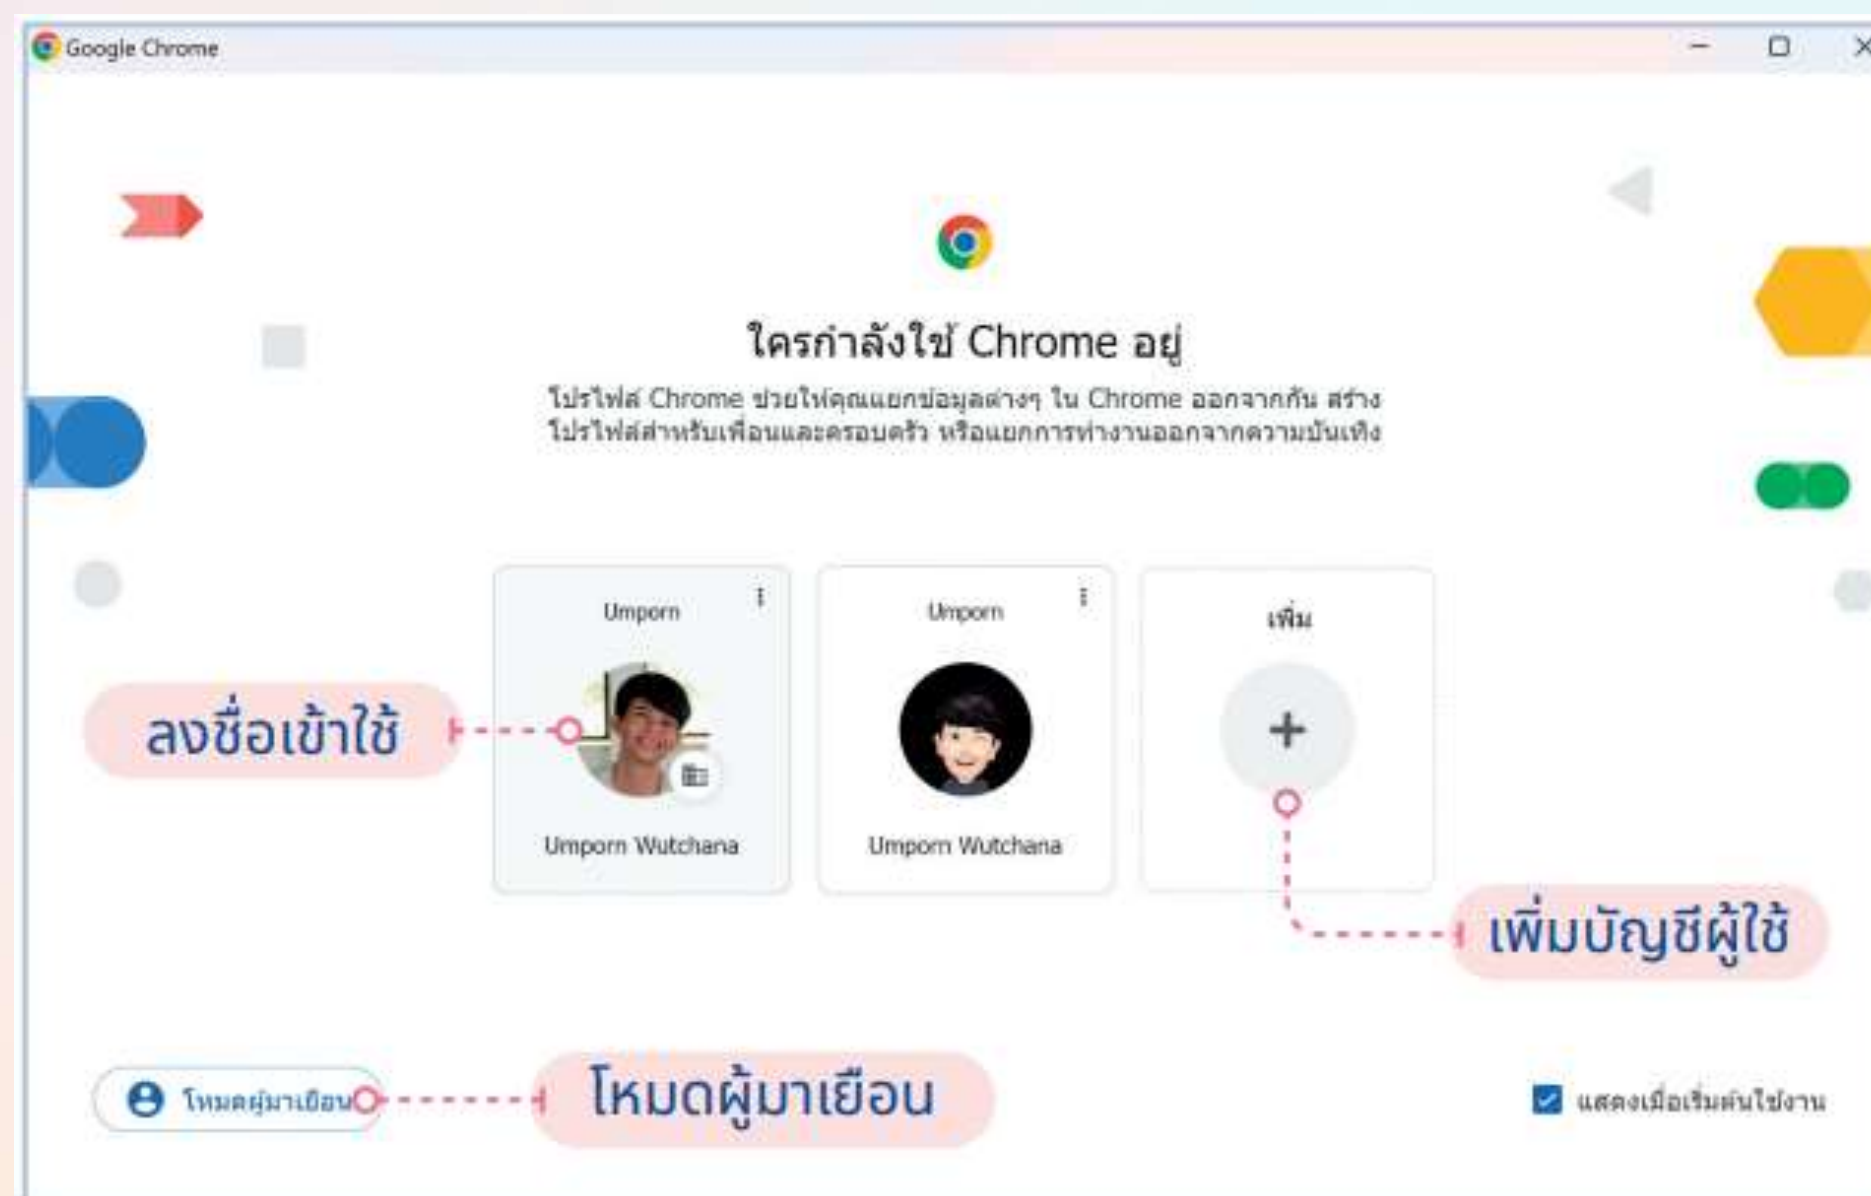 Google Chrome
ใครกำลังใช้ Chrome อยู่
โปรไฟล์ Chrome ช่วยให้คุณแยกข้อมูลต่างๆ ใน Chrome ออกจากกัน สร้าง
โปรไฟล์สำหรับเพื่อนและครอบครัว หรือแยกการทำงานออกจากความบันเทิง
Umporn
Umporn
เพิ่ม
ลงชื่อเข้าใช้
Umporn Wutchana
Umporn Wutchana
เพิ่มบัญชีผู้ใช้
โหมดผู้มาเยือน
โหมดผู้มาเยือน
แสดงเมื่อเริ่มต้นใช้งาน